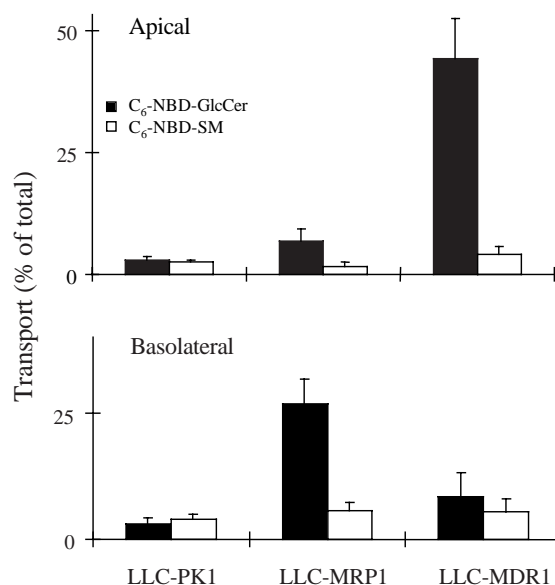 50
Apical
C₆-NBD-GlcCer
C₆-NBD-SM
25
0
Transport (% of total)
Basolateral
25
0
LLC-PK1 LLC-MRP1 LLC-MDR1